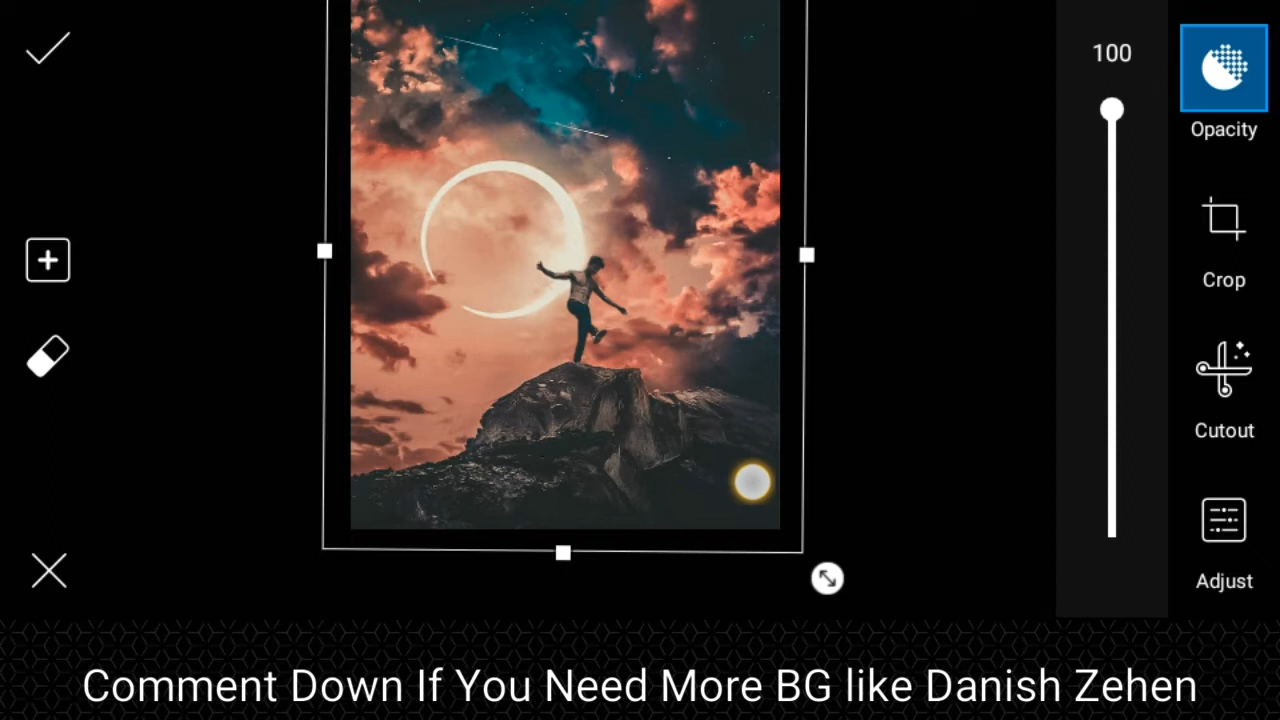 100
Opacity
Crop
Cutout
Adjust
Comment Down If You Need More BG like Danish Zehen